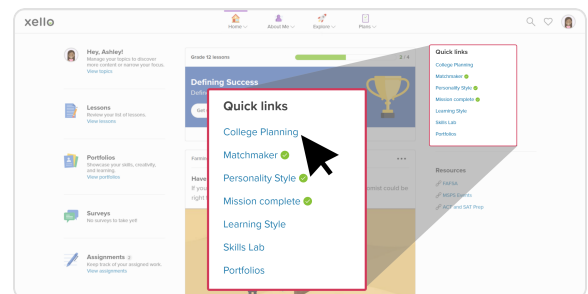 xello
Home
About Me
Explore
Plans
Hey, Ashley!
Manage your topics to discover
more content or narrow your focus.
View topics
Lessons
Review your list of lessons.
View lessons
Portfolios
Showcase your skills, creativity,
and learning.
View portfolios
Surveys
No surveys to take yet!
Assignments
Keep track of your assigned work.
View assignments
Grade 12 lessons
2 / 4
Defining Success
Quick links
College Planning
Matchmaker
Personality Style
Mission complete
Learning Style
Skills Lab
Portfolios
Quick links
College Planning
Matchmaker
Personality Style
Mission complete
Learning Style
Skills Lab
Portfolios
Resources
FAFSA
ACT and SAT Prep